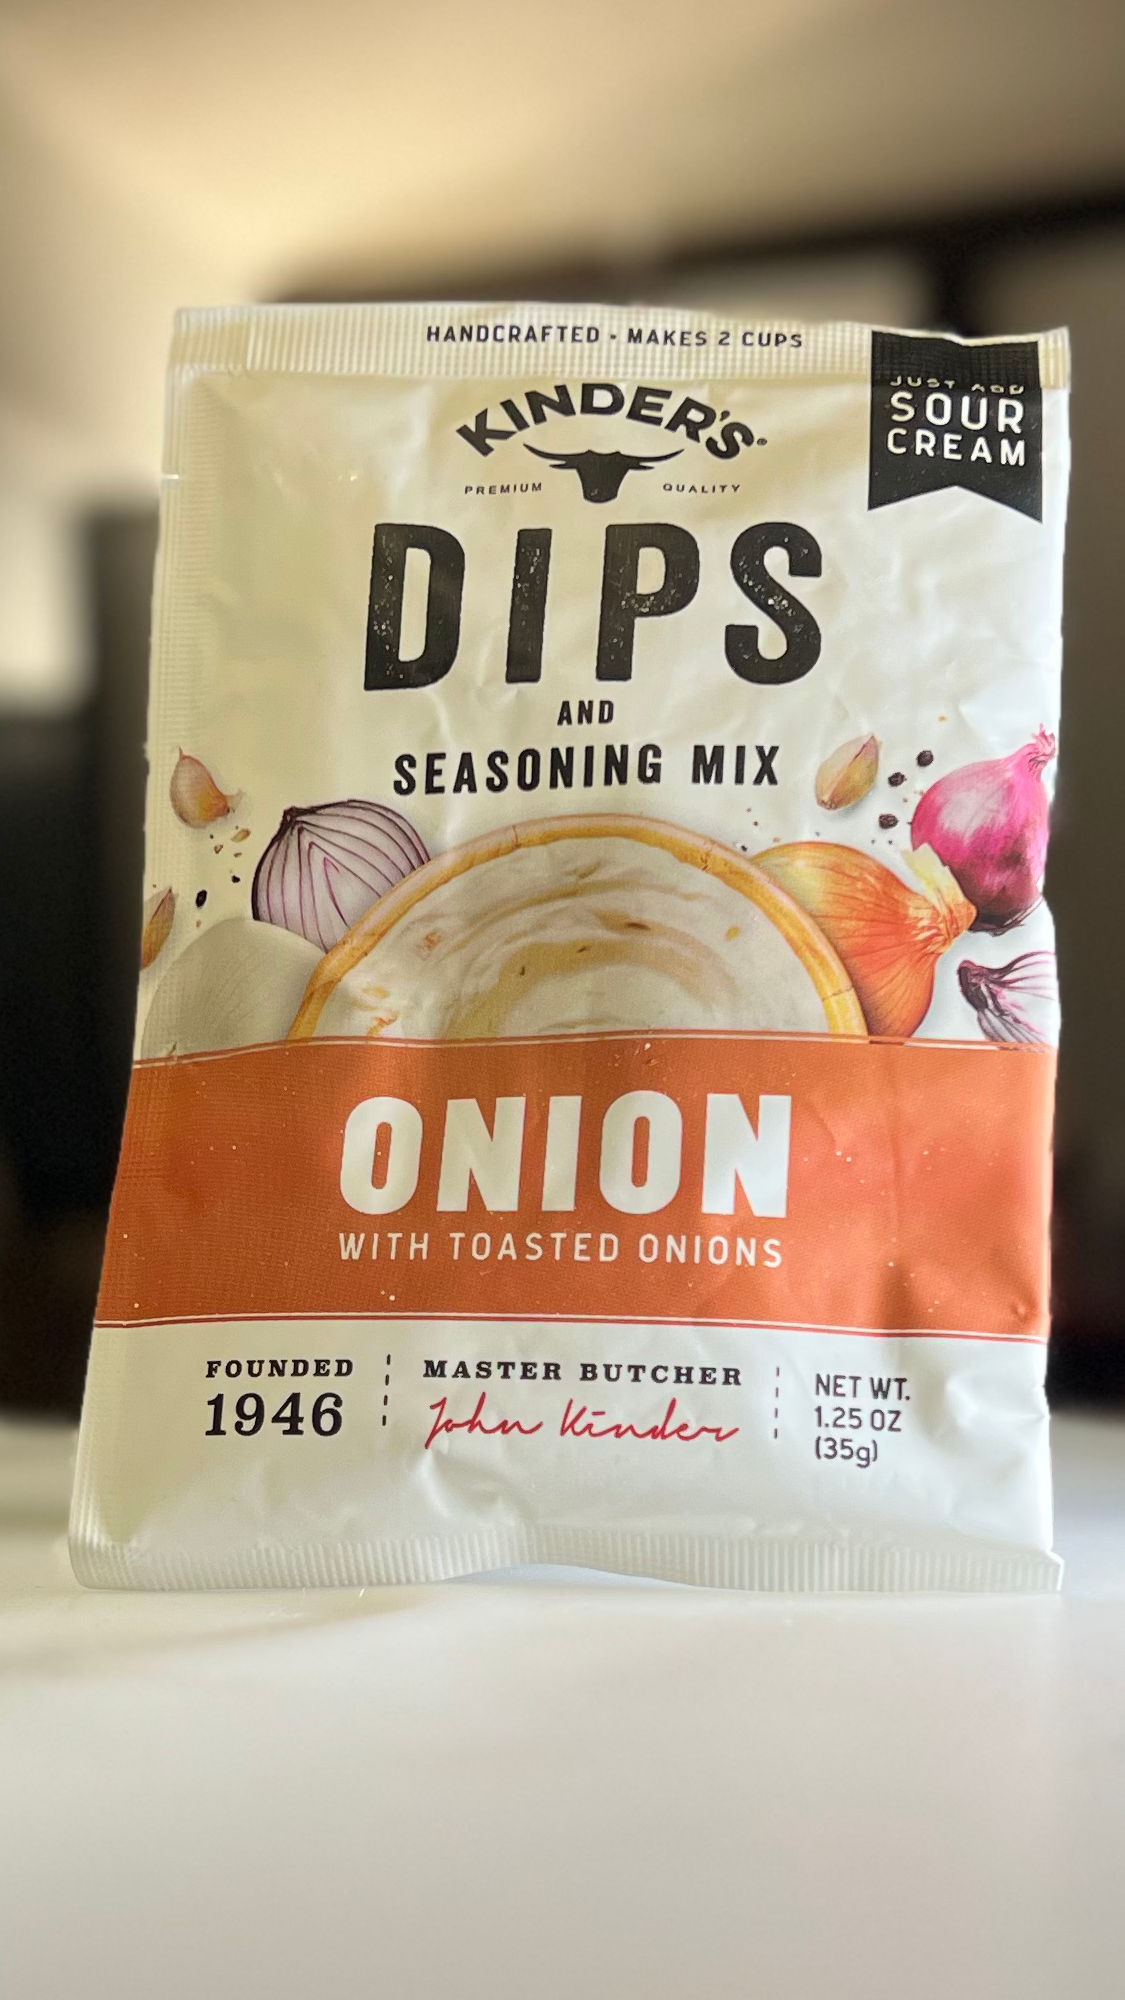 HANDCRAFTED - MAKES 2 CUPS
JUST ADD
SOUR
CREAM
KINDER'S
PREMIUM QUALITY
DIPS
AND
SEASONING MIX
ONION
WITH TOASTED ONIONS
FOUNDED
1946
MASTER BUTCHER
John Kinder
NET WT.
1.25 OZ
(35g)